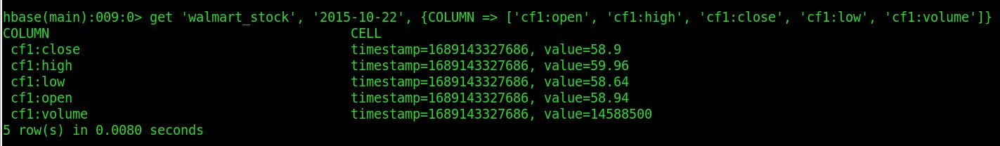 hbase(main):009:0> get 'walmart_stock', '2015-10-22', {COLUMN => ['cf1:open', 'cf1:high', 'cf1:close', 'cf1:low', 'cf1:volume']}
COLUMN CELL
cf1:close timestamp=1689143327686, value=58.9
cf1:high timestamp=1689143327686, value=59.96
cf1:low timestamp=1689143327686, value=58.64
cf1:open timestamp=1689143327686, value=58.94
cf1:volume timestamp=1689143327686, value=14588500
5 row(s) in 0.0080 seconds